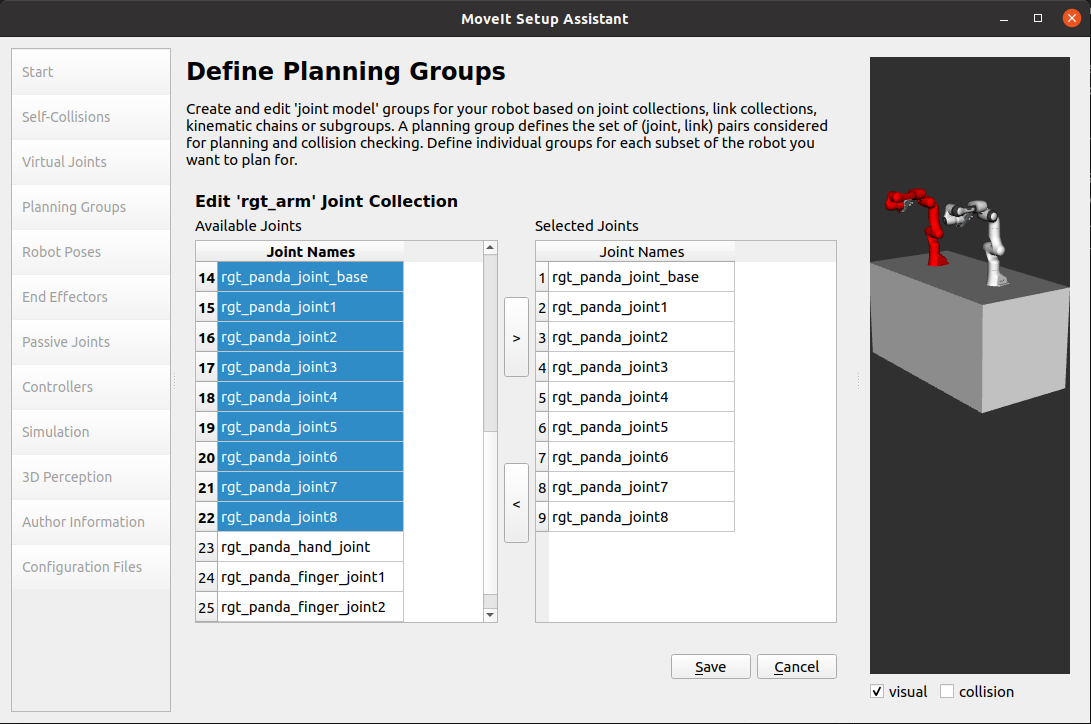 MoveIt Setup Assistant
Start
Self-Collisions
Virtual Joints
Planning Groups
Robot Poses
End Effectors
Passive Joints
Controllers
Simulation
3D Perception
Author Information
Configuration Files
Define Planning Groups
Create and edit 'joint model' groups for your robot based on joint collections, link collections,
kinematic chains or subgroups. A planning group defines the set of (joint, link) pairs considered
for planning and collision checking. Define individual groups for each subset of the robot you
want to plan for.
Edit 'rgt_arm' Joint Collection
Available Joints
Joint Names
14 rgt_panda_joint_base
15 rgt_panda_joint1
16 rgt_panda_joint2
17 rgt_panda_joint3
18 rgt_panda_joint4
19 rgt_panda_joint5
20 rgt_panda_joint6
21 rgt_panda_joint7
22 rgt_panda_joint8
23 rgt_panda_hand_joint
24 rgt_panda_finger_joint1
25 rgt_panda_finger_joint2
>
<
Selected Joints
Joint Names
1 rgt_panda_joint_base
2 rgt_panda_joint1
3 rgt_panda_joint2
4 rgt_panda_joint3
5 rgt_panda_joint4
6 rgt_panda_joint5
7 rgt_panda_joint6
8 rgt_panda_joint7
9 rgt_panda_joint8
Save Cancel
visual collision